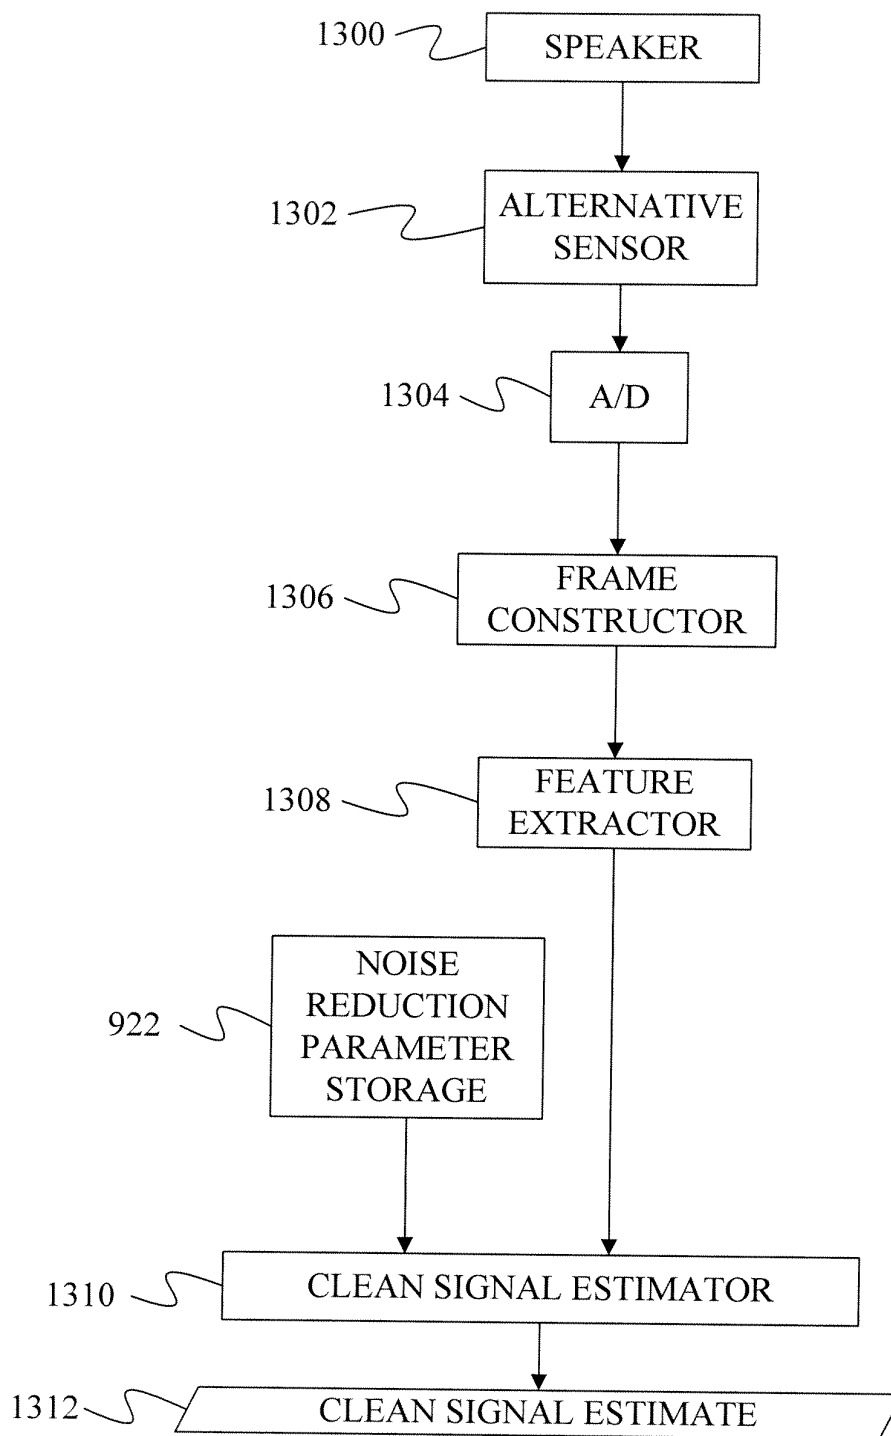 1300
SPEAKER
1302
ALTERNATIVE
SENSOR
1304
A/D
1306
FRAME
CONSTRUCTOR
1308
FEATURE
EXTRACTOR
922
NOISE
REDUCTION
PARAMETER
STORAGE
1310
CLEAN SIGNAL ESTIMATOR
1312
CLEAN SIGNAL ESTIMATE